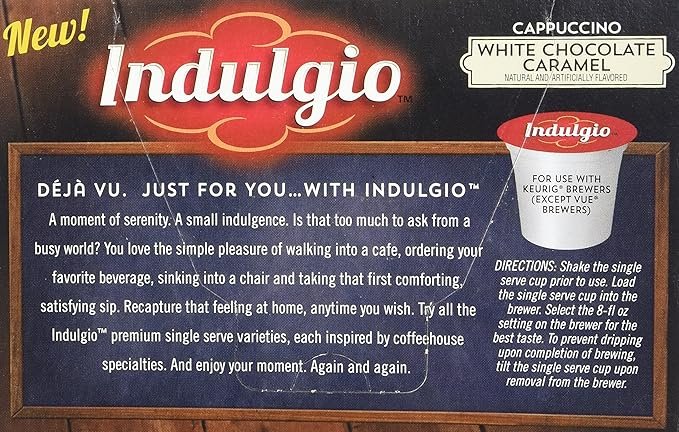 New!
Indulgio™
CAPPUCCINO
WHITE CHOCOLATE
CARAMEL
NATURAL AND/ARTIFICIALLY FLAVORED
DÉJÀ VU. JUST FOR YOU...WITH INDULGIO™
A moment of serenity. A small indulgence. Is that too much to ask from a
busy world? You love the simple pleasure of walking into a cafe, ordering your
favorite beverage, sinking into a chair and taking that first comforting,
satisfying sip. Recapture that feeling at home, anytime you wish. Try all the
Indulgio™ premium single serve varieties, each inspired by coffeehouse
specialties. And enjoy your moment. Again and again.
Indulgio™
FOR USE WITH
KEURIG® BREWERS
(EXCEPT VUE®
BREWERS)
DIRECTIONS: Shake the single
serve cup prior to use. Load
the single serve cup into the
brewer. Select the 8-fl oz
setting on the brewer for the
best taste. To prevent dripping
upon completion of brewing,
tilt the single serve cup upon
removal from the brewer.